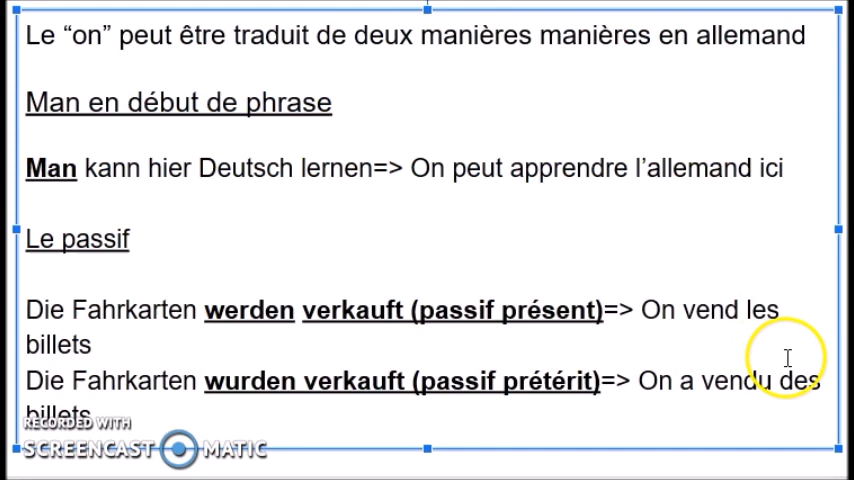 Le “on” peut être traduit de deux manières manières en allemand
Man en début de phrase
Man kann hier Deutsch lernen=> On peut apprendre l’allemand ici
Le passif
Die Fahrkarten werden verkauft (passif présent)=> On vend les
billets
Die Fahrkarten wurden verkauft (passif prétérit)=> On a vendu des
billets
RECORDED WITH
SCREENCAST MATIC